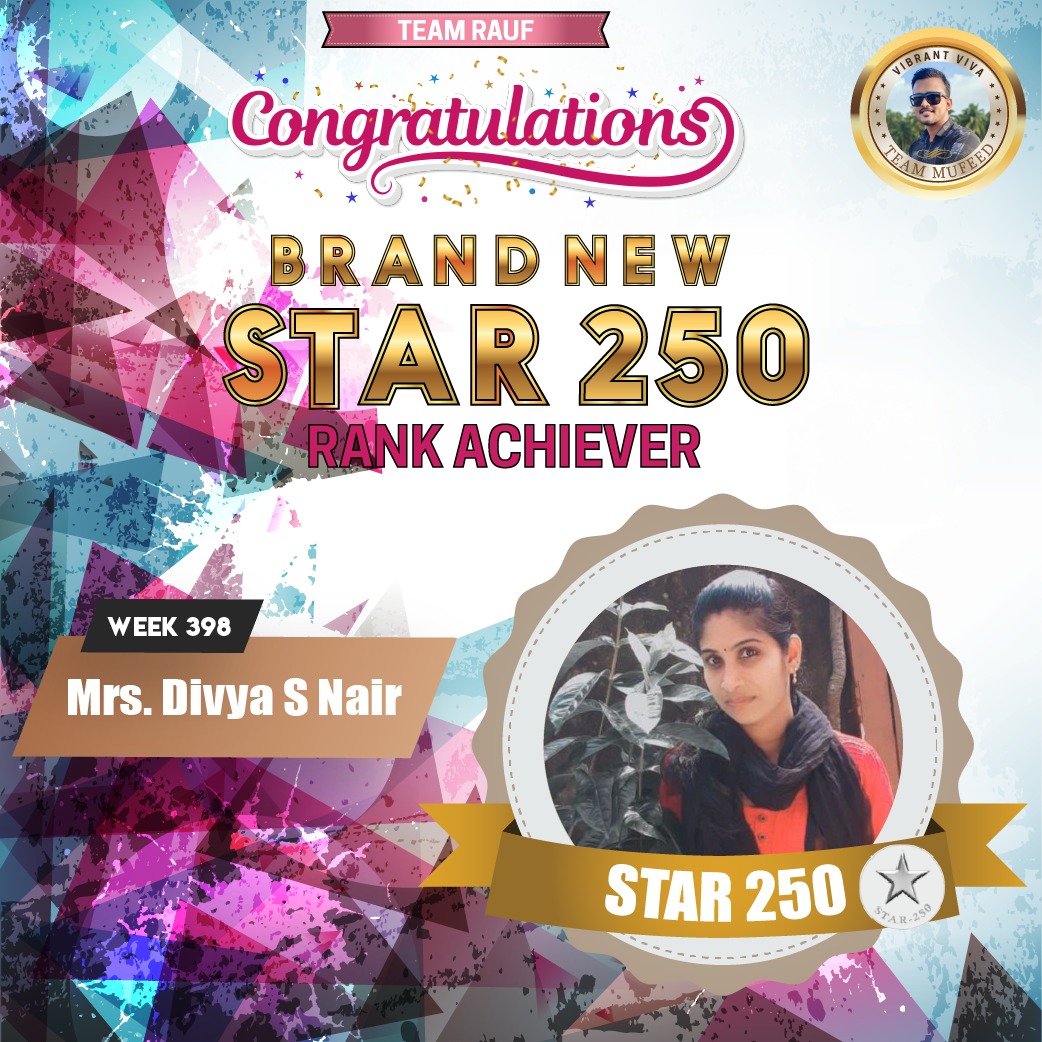 TEAM RAUF
Congratulations
VIBRANT VIVA
TEAM MUFEED
BRAND NEW
STAR 250
RANK ACHIEVER
WEEK 398
Mrs. Divya S Nair
STAR 250
STAR-250